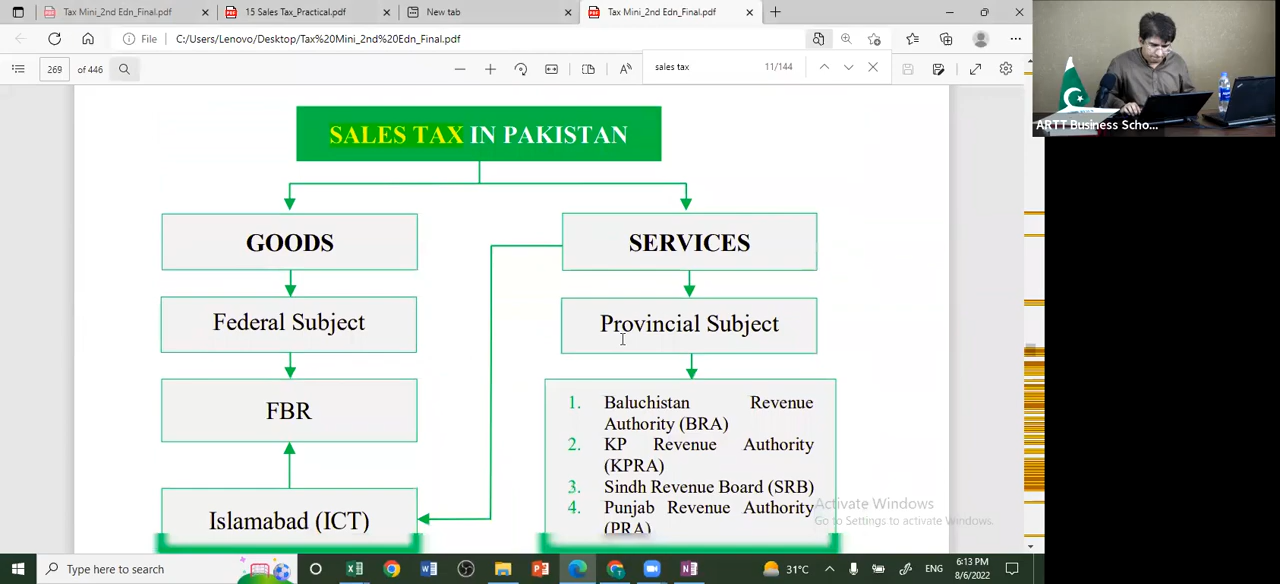 Tax Mini_2nd Edn_Final.pdf
15 Sales Tax_Practical.pdf
New tab
Tax Mini_2nd Edn_Final.pdf
File
C:/Users/Lenovo/Desktop/Tax%20Mini_2nd%20Edn_Final.pdf
269
of 446
sales tax
11/144
ARTT Business Scho...
SALES TAX IN PAKISTAN
GOODS
SERVICES
Federal Subject
Provincial Subject
FBR
1. Baluchistan Revenue
Authority (BRA)
2. KP Revenue Authority
(KPRA)
3. Sindh Revenue Board (SRB)
4. Punjab Revenue Authority
(PRA)
Islamabad (ICT)
Activate Windows
Go to Settings to activate Windows.
Type here to search
31°C
ENG
6:13 PM
8/6/2022